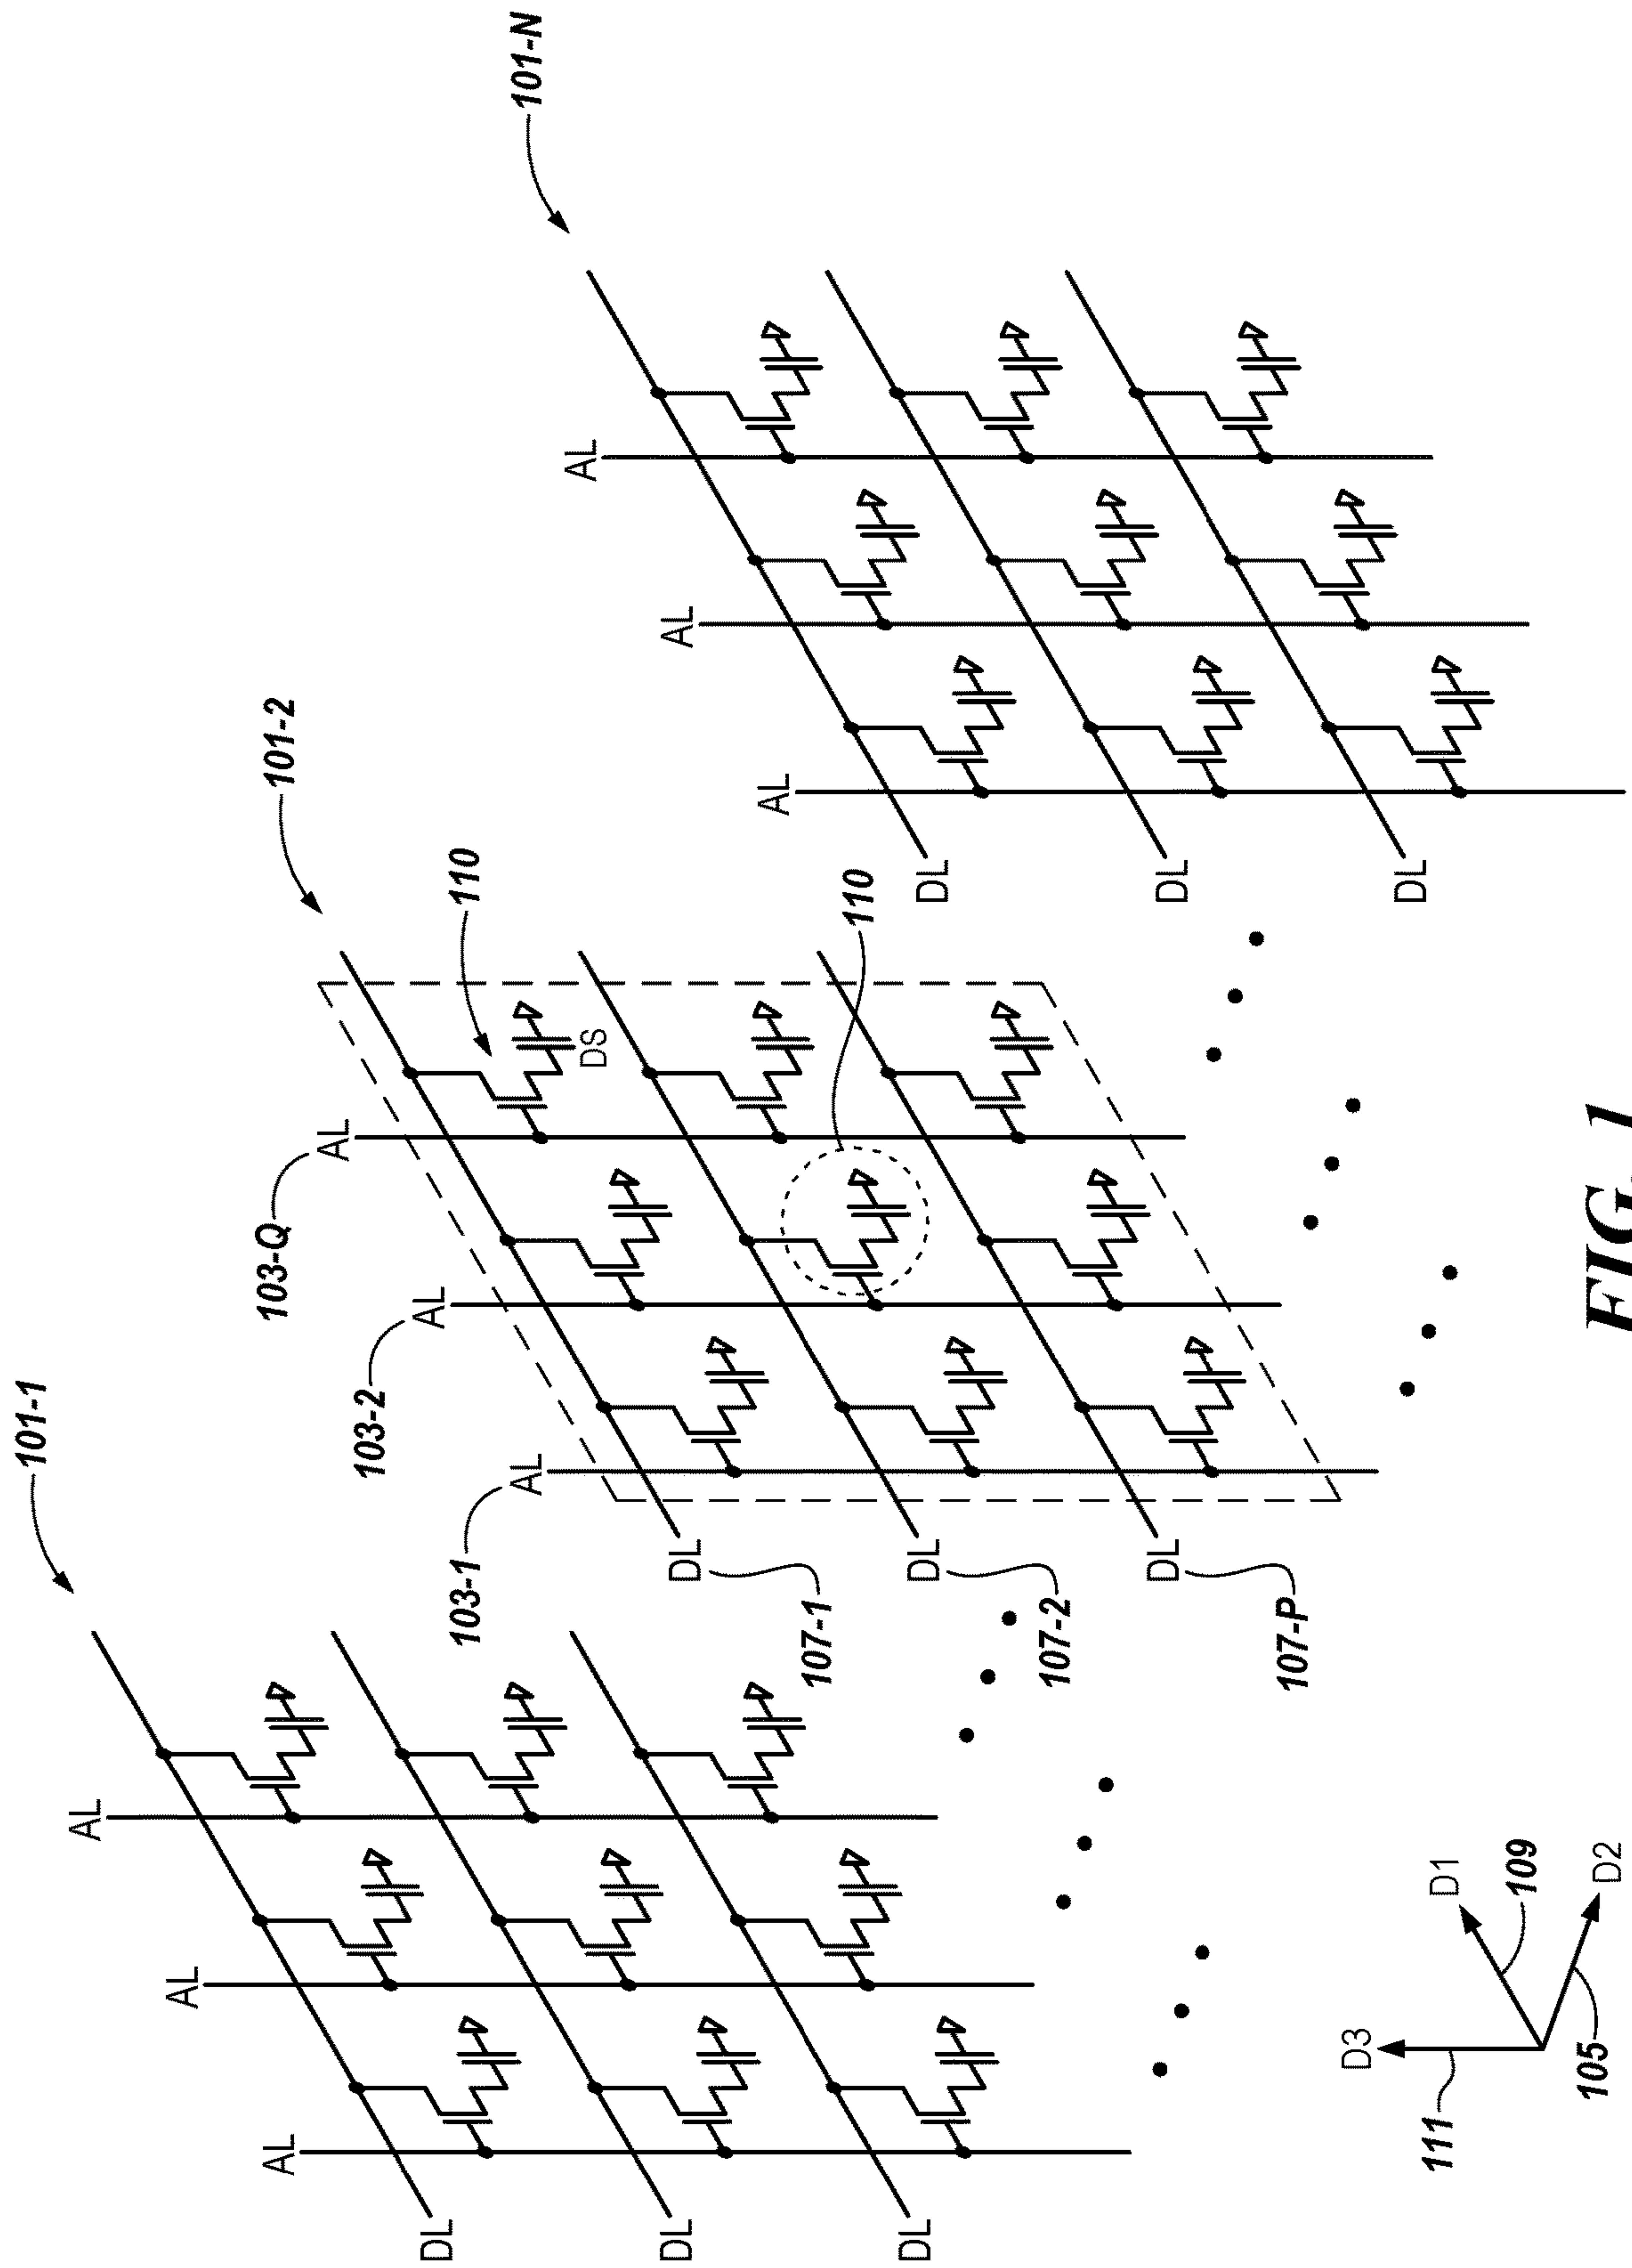 101-1
101-2
101-N
AL
AL
AL
DL
DL
DL
103-1
103-2
103-Q
AL
AL
AL
110
DS
110
DL
DL
DL
107-1
107-2
107-P
AL
AL
AL
DL
DL
DL
111
D3
D1
109
105
D2
FIG. 1